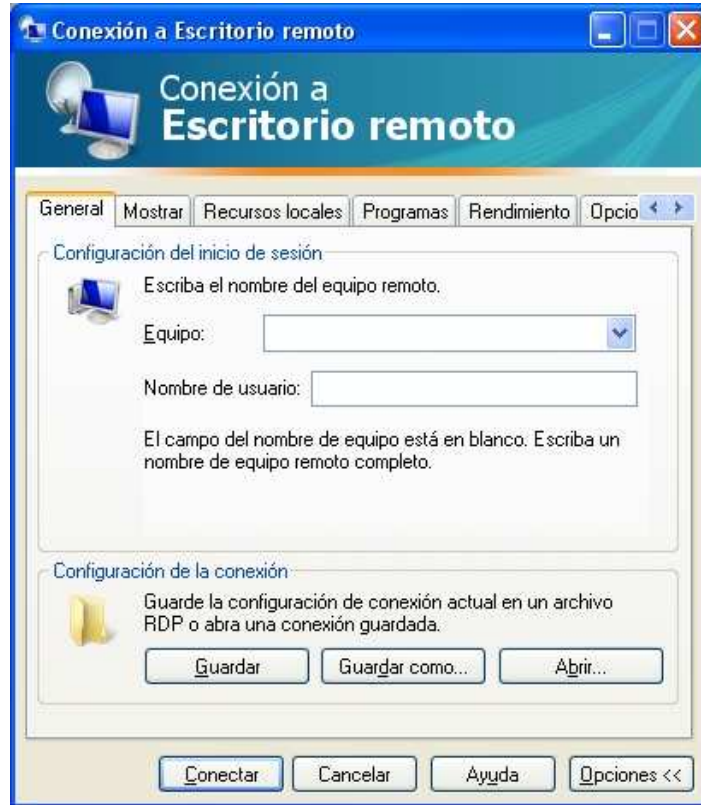 Conexión a Escritorio remoto
Conexión a
Escritorio remoto
General Mostrar Recursos locales Programas Rendimiento Opcio
Configuración del inicio de sesión
Escriba el nombre del equipo remoto.
Equipo:
Nombre de usuario:
El campo del nombre de equipo está en blanco. Escriba un
nombre de equipo remoto completo.
Configuración de la conexión
Guarde la configuración de conexión actual en un archivo
RDP o abra una conexión guardada.
Guardar Guardar como... Abrir...
Conectar Cancelar Ayuda Opciones <<